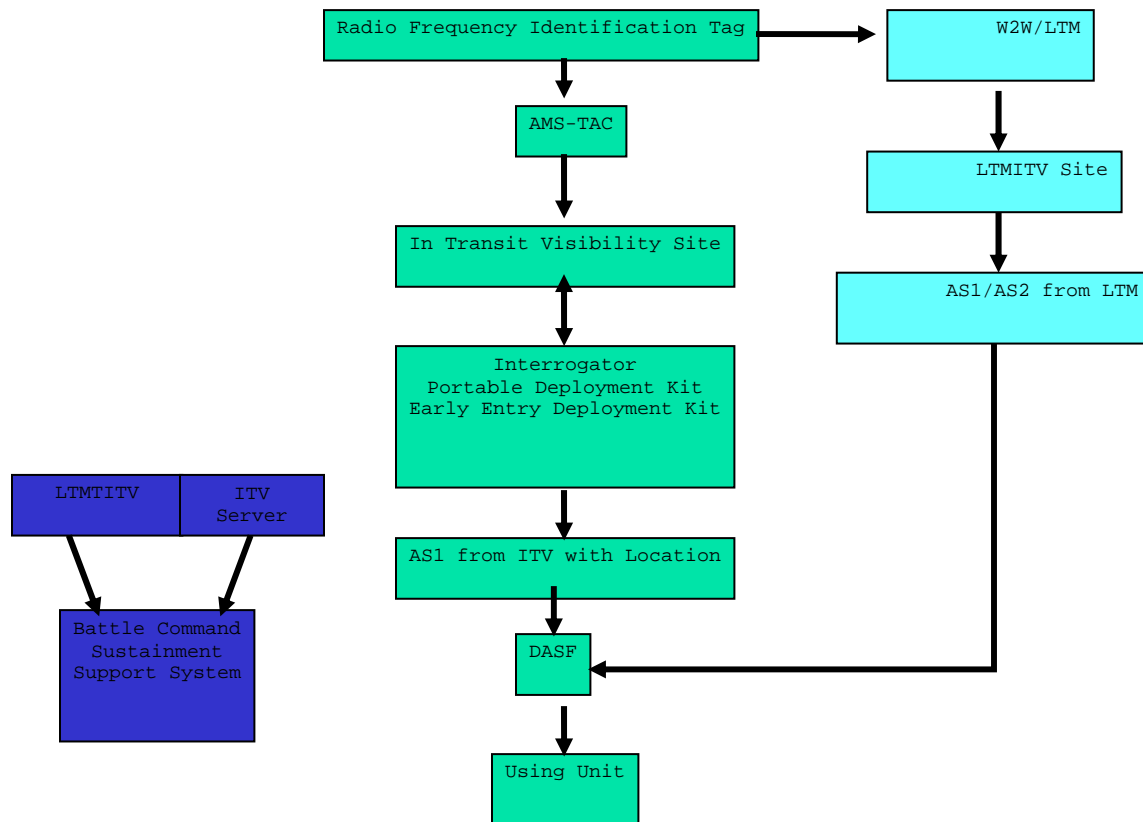 Radio Frequency Identification Tag
W2W/LTM
AMS-TAC
LTMITV Site
In Transit Visibility Site
AS1/AS2 from LTM
Interrogator
Portable Deployment Kit
Early Entry Deployment Kit
LTMTITV
ITV
Server
AS1 from ITV with Location
Battle Command
Sustainment
Support System
DASF
Using Unit